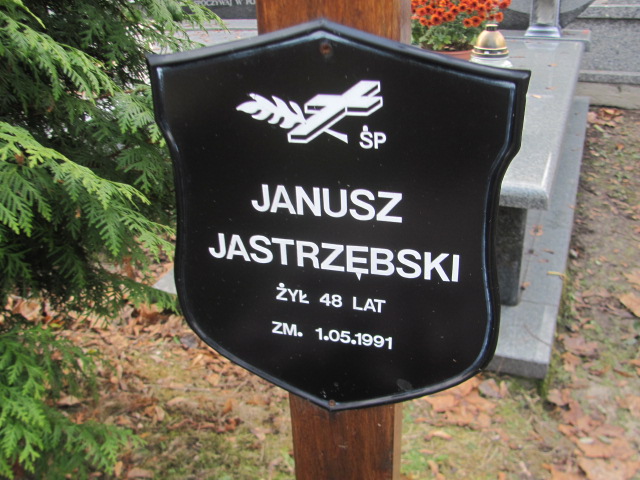 ŚP
JANUSZ
JASTRZĘBSKI
ŻYŁ 48 LAT
ZM. 1.05.1991